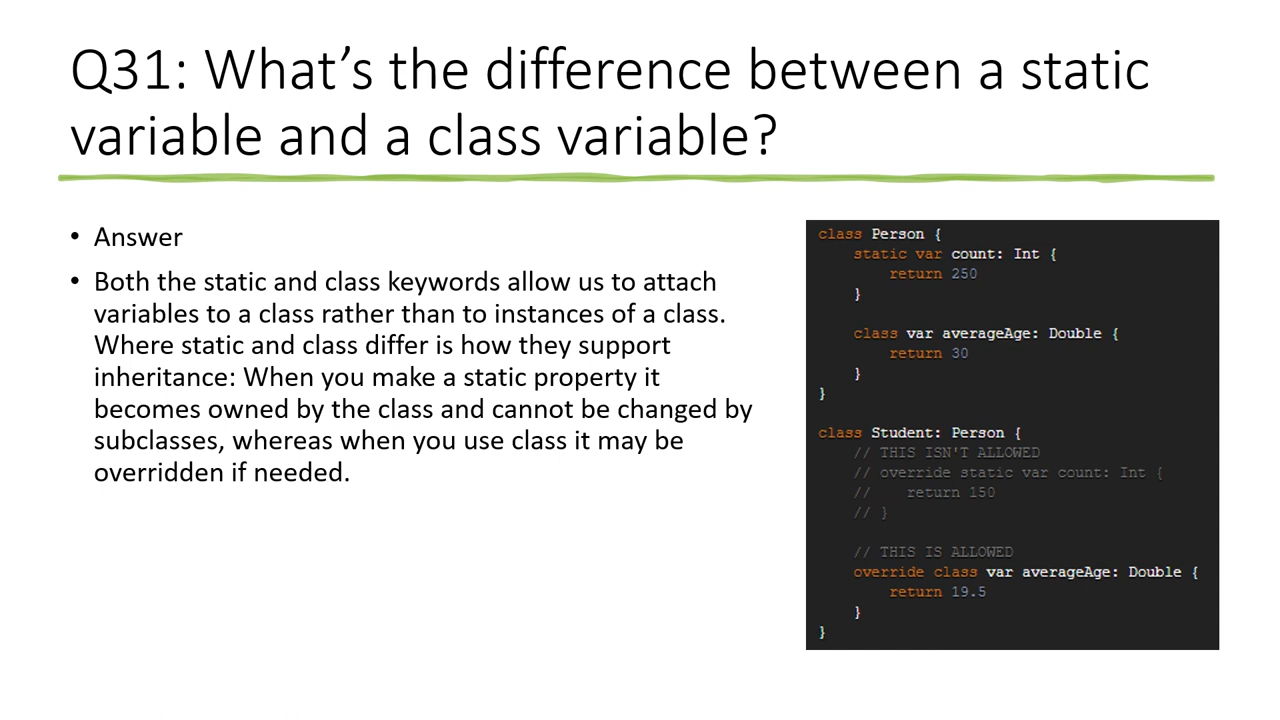 Q31: What’s the difference between a static
variable and a class variable?
• Answer
• Both the static and class keywords allow us to attach
variables to a class rather than to instances of a class.
Where static and class differ is how they support
inheritance: When you make a static property it
becomes owned by the class and cannot be changed by
subclasses, whereas when you use class it may be
overridden if needed.
class Person {
    static var count: Int {
        return 250
    }

    class var averageAge: Double {
        return 30
    }
}

class Student: Person {
    // THIS ISN'T ALLOWED
    // override static var count: Int {
    //    return 150
    // }

    // THIS IS ALLOWED
    override class var averageAge: Double {
        return 19.5
    }
}